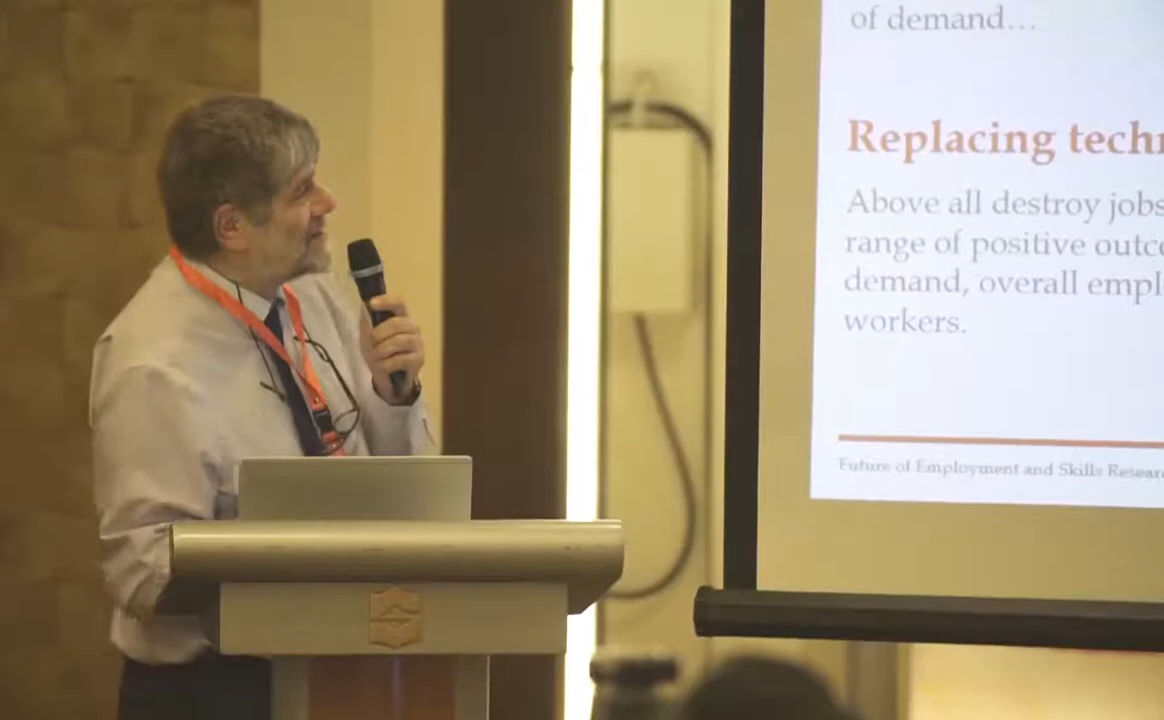 of demand…
Replacing techn
Above all destroy jobs
range of positive outco
demand, overall empl
workers.
Future of Employment and Skills Resear